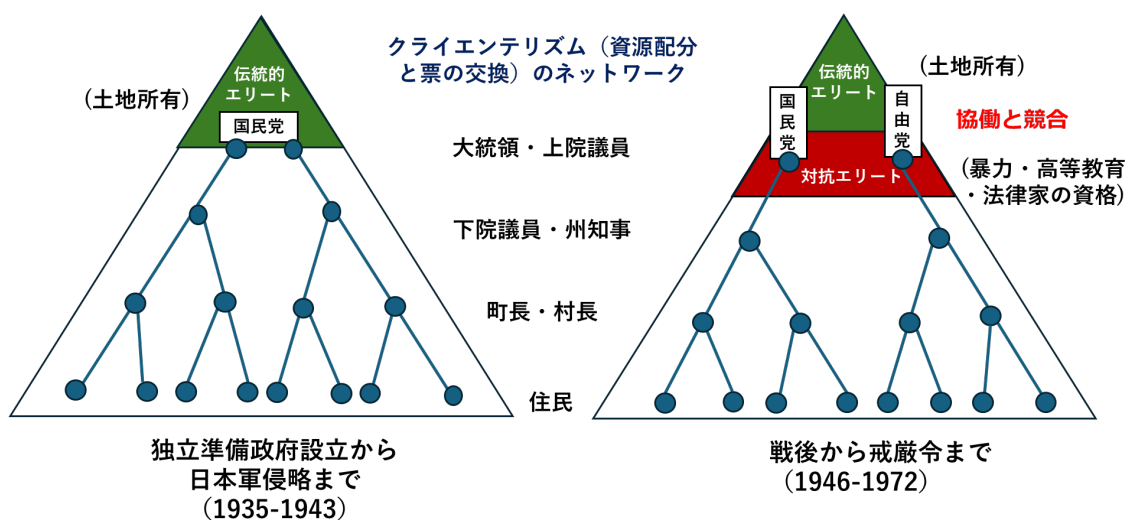 クライエンテリズム（資源配分
と票の交換）のネットワーク
伝統的
エリート
(土地所有)
国民党
大統領・上院議員
下院議員・州知事
町長・村長
住民
独立準備政府設立から
日本軍侵略まで
（1935-1943）
伝統的
エリート
(土地所有)
国民党
自由党
協働と競合
対抗エリート
(暴力・高等教育
・法律家の資格)
戦後から戒厳令まで
（1946-1972）